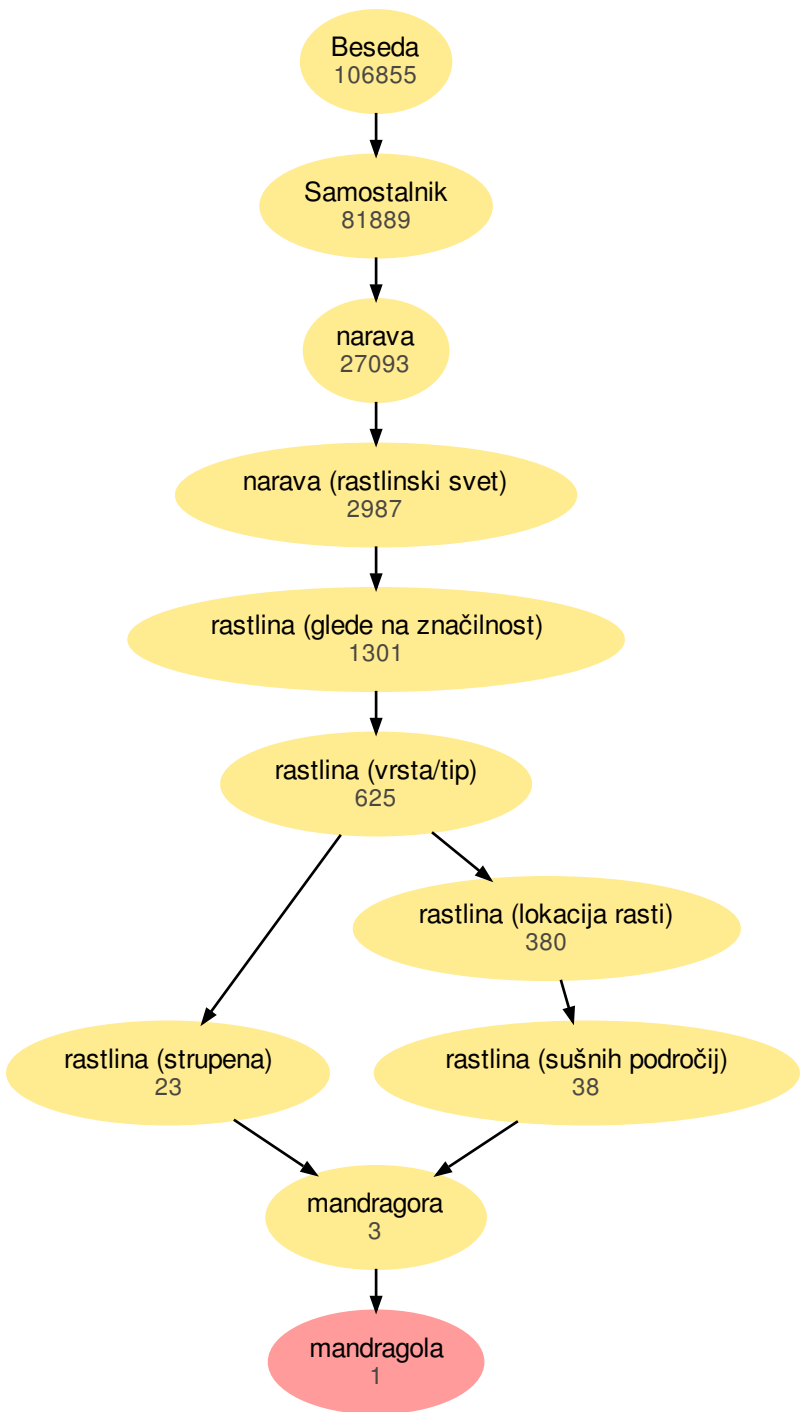 Beseda
106855
Samostalnik
81889
narava
27093
narava (rastlinski svet)
2987
rastlina (glede na značilnost)
1301
rastlina (vrsta/tip)
625
rastlina (lokacija rasti)
380
rastlina (strupena)
23
rastlina (sušnih področij)
38
mandragora
3
mandragola
1